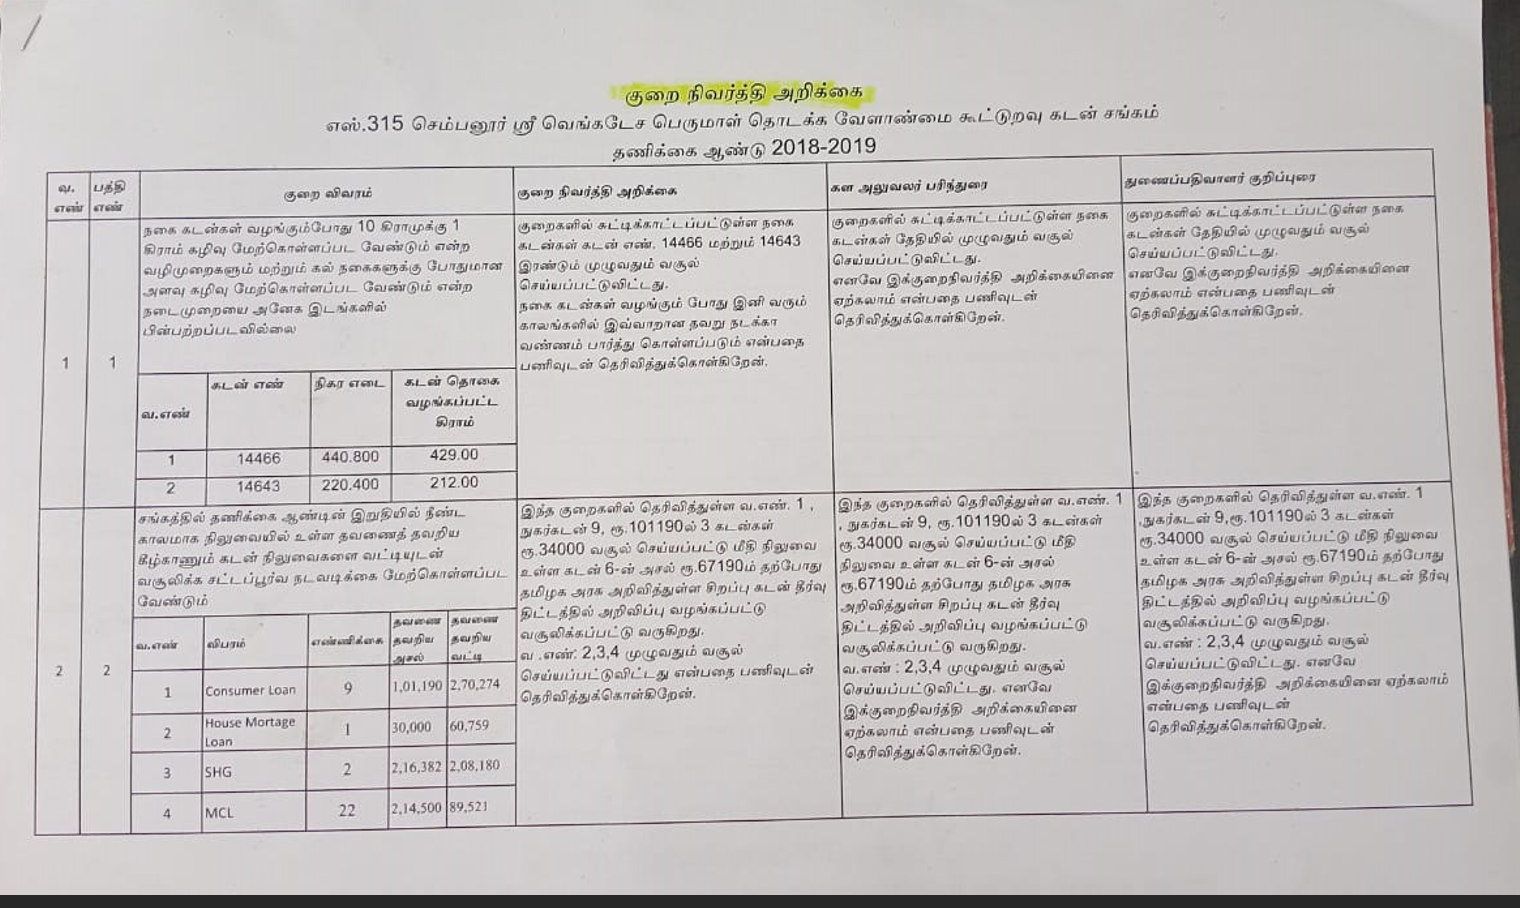 குறை நிவர்த்தி அறிக்கை
எஸ்.315 செம்பனூர் ஸ்ரீ வெங்கடேச பெருமாள் தொடக்க வேளாண்மை கூட்டுறவு கடன் சங்கம்
தணிக்கை ஆண்டு 2018-2019
வ. எண்
பத்தி எண்
குறை விவரம்
குறை நிவர்த்தி அறிக்கை
கள அலுவலர் பரிந்துரை
துணைப்பதிவாளர் குறிப்புரை
1
1
நகை கடன்கள் வழங்கும்போது 10 கிராமுக்கு 1
கிராம் கழிவு மேற்கொள்ளப்பட வேண்டும் என்ற
வழிமுறைகளும் மற்றும் கல் நகைகளுக்கு போதுமான
அளவு கழிவு மேற்கொள்ளப்பட வேண்டும் என்ற
நடைமுறையை அனேக இடங்களில்
பின்பற்றப்படவில்லை
வ.எண்
கடன் எண்
நிகர எடை
கடன் தொகை
வழங்கப்பட்ட
கிராம்
1 14466 440.800 429.00
2 14643 220.400 212.00
குறைகளில் சுட்டிக்காட்டப்பட்டுள்ள நகை
கடன்கள் கடன் எண். 14466 மற்றும் 14643
இரண்டும் முழுவதும் வசூல்
செய்யப்பட்டுவிட்டது.
நகை கடன்கள் வழங்கும் போது இனி வரும்
காலங்களில் இவ்வாறான தவறு நடக்கா
வண்ணம் பார்த்து கொள்ளப்படும் என்பதை
பணிவுடன் தெரிவித்துக்கொள்கிறேன்.
குறைகளில் சுட்டிக்காட்டப்பட்டுள்ள நகை
கடன்கள் தேதியில் முழுவதும் வசூல்
செய்யப்பட்டுவிட்டது.
எனவே இக்குறைநிவர்த்தி அறிக்கையினை
ஏற்கலாம் என்பதை பணிவுடன்
தெரிவித்துக்கொள்கிறேன்.
குறைகளில் சுட்டிக்காட்டப்பட்டுள்ள நகை
கடன்கள் தேதியில் முழுவதும் வசூல்
செய்யப்பட்டுவிட்டது.
எனவே இக்குறைநிவர்த்தி அறிக்கையினை
ஏற்கலாம் என்பதை பணிவுடன்
தெரிவித்துக்கொள்கிறேன்.
2
2
சங்கத்தில் தணிக்கை ஆண்டின் இறுதியில் நீண்ட
காலமாக நிலுவையில் உள்ள தவணைத் தவறிய
கீழ்காணும் கடன் நிலுவைகளை வட்டியுடன்
வசூலிக்க சட்டப்பூர்வ நடவடிக்கை மேற்கொள்ளப்பட
வேண்டும்
வ.எண்
விபரம்
எண்ணிக்கை
தவணை
தவறிய
அசல்
தவணை
தவறிய
வட்டி
1 Consumer Loan 9 1,01,190 2,70,274
2 House Mortage Loan 1 30,000 60,759
3 SHG 2 2,16,382 2,08,180
4 MCL 22 2,14,500 89,521
இந்த குறைகளில் தெரிவித்துள்ள வ.எண். 1 ,
நுகர்கடன் 9, ரூ.101190ல் 3 கடன்கள்
ரூ.34000 வசூல் செய்யப்பட்டு மீதி நிலுவை
உள்ள கடன் 6-ன் அசல் ரூ.67190ம் தற்போது
தமிழக அரசு அறிவித்துள்ள சிறப்பு கடன் தீர்வு
திட்டத்தில் அறிவிப்பு வழங்கப்பட்டு
வசூலிக்கப்பட்டு வருகிறது.
வ .எண்: 2,3,4 முழுவதும் வசூல்
செய்யப்பட்டுவிட்டது என்பதை பணிவுடன்
தெரிவித்துக்கொள்கிறேன்.
இந்த குறைகளில் தெரிவித்துள்ள வ.எண். 1
, நுகர்கடன் 9, ரூ.101190ல் 3 கடன்கள்
ரூ.34000 வசூல் செய்யப்பட்டு மீதி
நிலுவை உள்ள கடன் 6-ன் அசல்
ரூ.67190ம் தற்போது தமிழக அரசு
அறிவித்துள்ள சிறப்பு கடன் தீர்வு
திட்டத்தில் அறிவிப்பு வழங்கப்பட்டு
வசூலிக்கப்பட்டு வருகிறது.
வ.எண் : 2,3,4 முழுவதும் வசூல்
செய்யப்பட்டுவிட்டது. எனவே
இக்குறைநிவர்த்தி அறிக்கையினை
ஏற்கலாம் என்பதை பணிவுடன்
தெரிவித்துக்கொள்கிறேன்.
இந்த குறைகளில் தெரிவித்துள்ள வ.எண். 1
,நுகர்கடன் 9,ரூ.101190ல் 3 கடன்கள்
ரூ.34000 வசூல் செய்யப்பட்டு மீதி நிலுவை
உள்ள கடன் 6-ன் அசல் ரூ.67190ம் தற்போது
தமிழக அரசு அறிவித்துள்ள சிறப்பு கடன் தீர்வு
திட்டத்தில் அறிவிப்பு வழங்கப்பட்டு
வசூலிக்கப்பட்டு வருகிறது.
வ.எண் : 2,3,4 முழுவதும் வசூல்
செய்யப்பட்டுவிட்டது. எனவே
இக்குறைநிவர்த்தி அறிக்கையினை ஏற்கலாம்
என்பதை பணிவுடன்
தெரிவித்துக்கொள்கிறேன்.